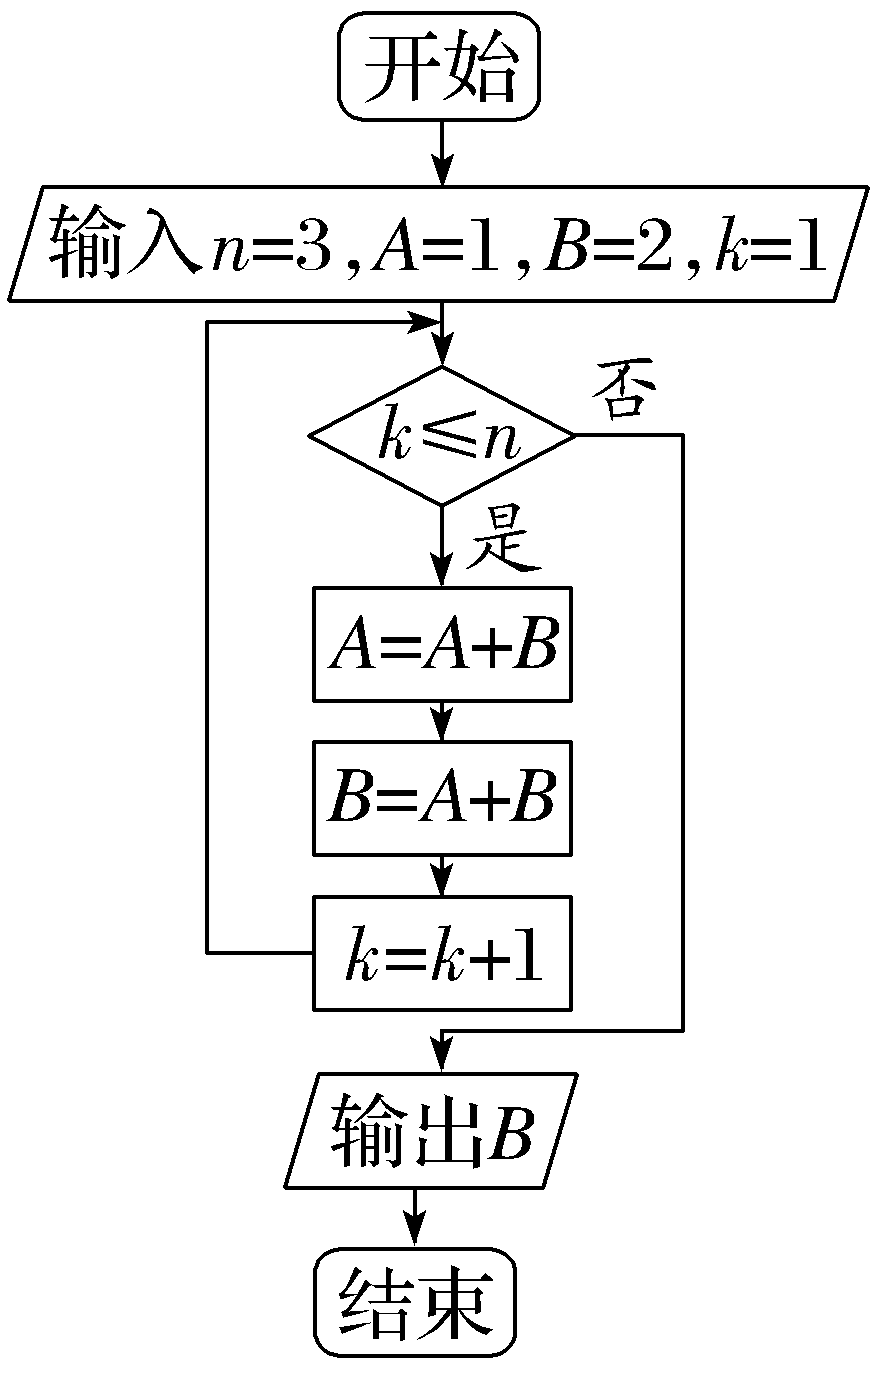 开始
输入n=3,A=1,B=2,k=1
k≤n
否
是
A=A+B
B=A+B
k=k+1
输出B
结束